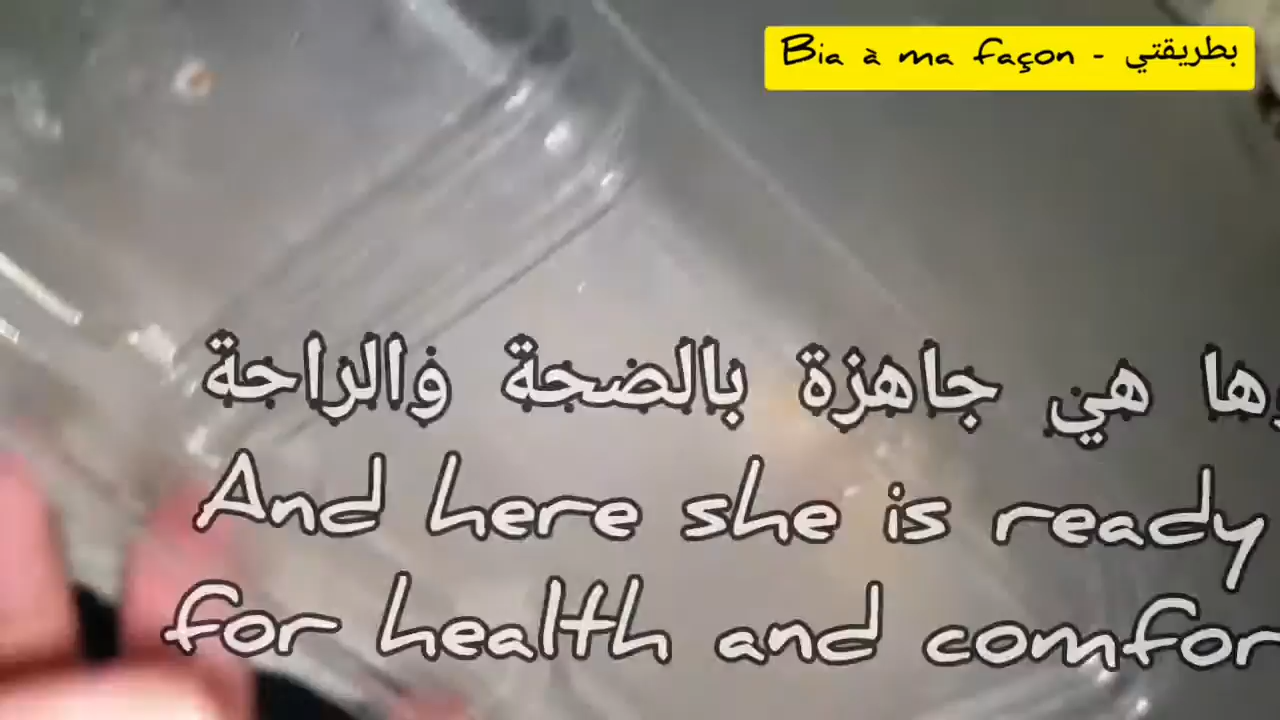 Bia à ma façon - بطريقتي
وها هي جاهزة بالصحة والراحة
And here she is ready
for health and comfor